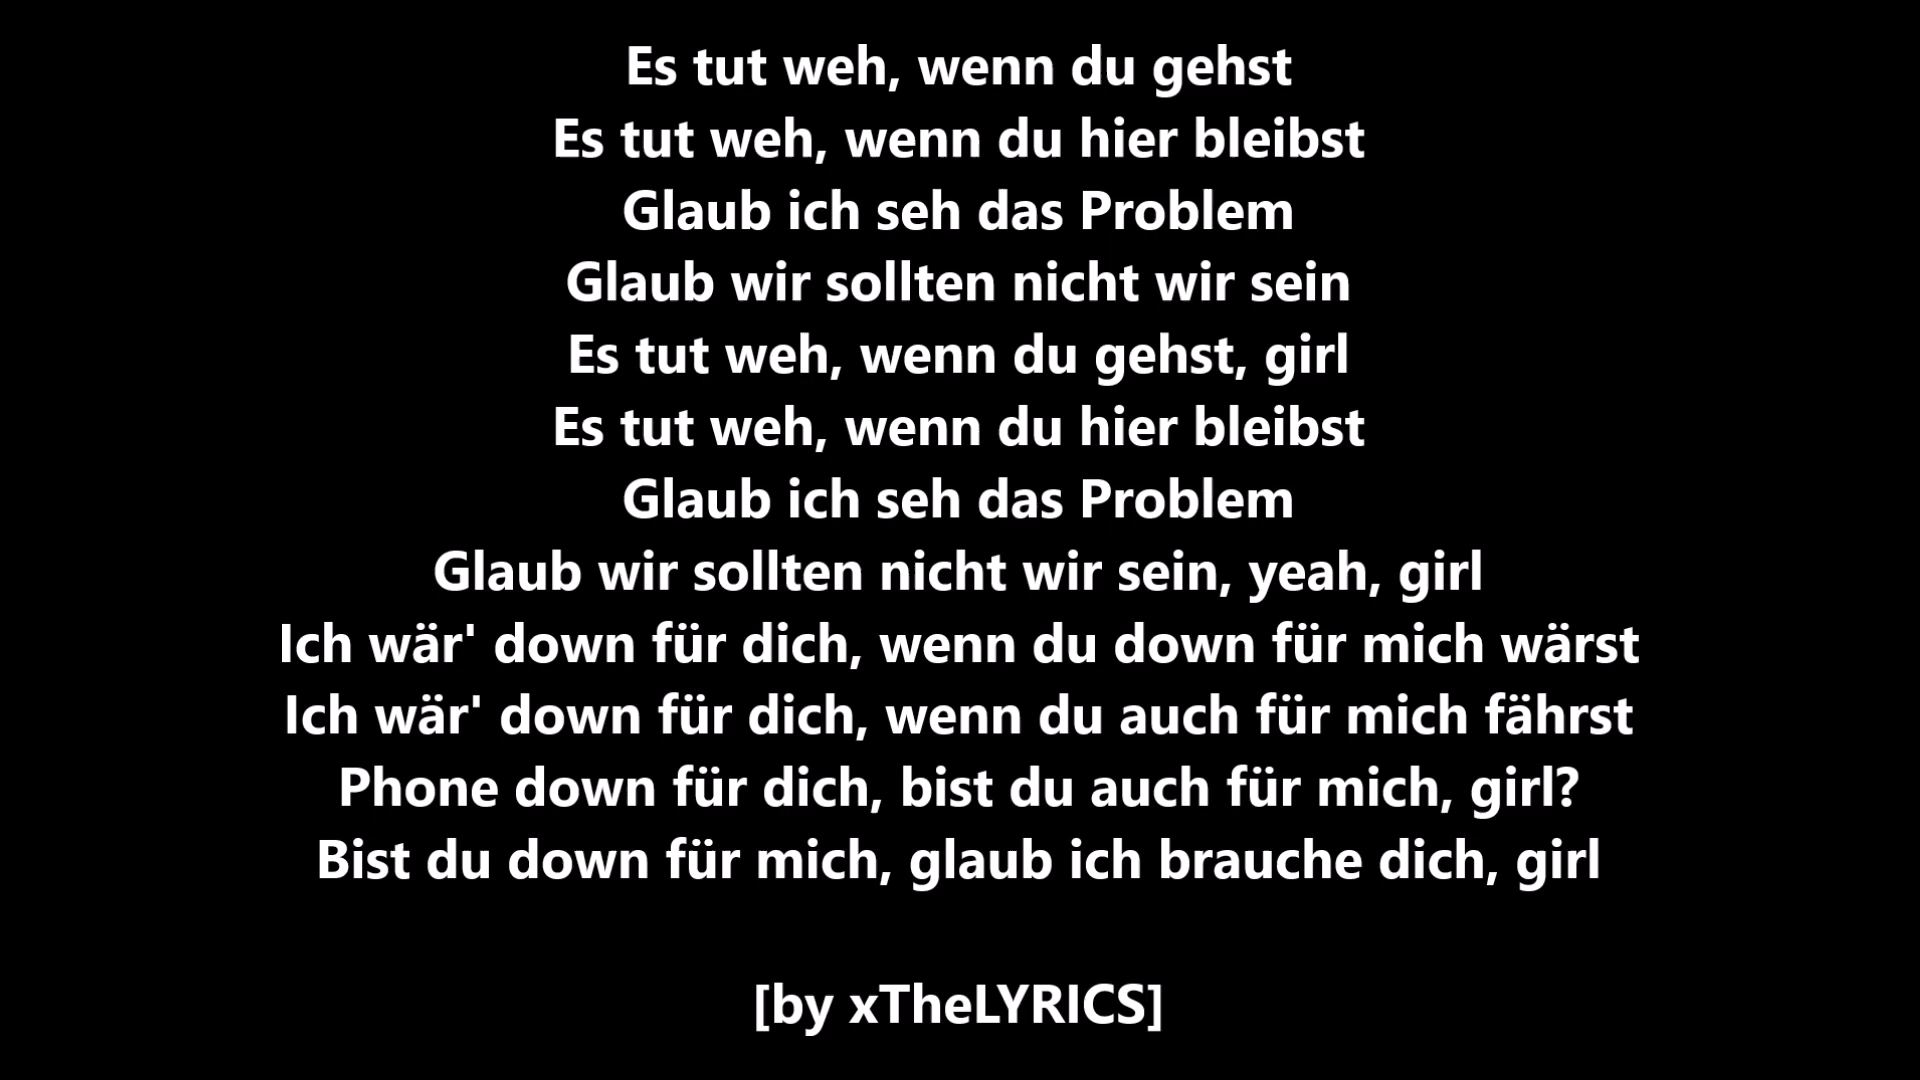 Es tut weh, wenn du gehst
Es tut weh, wenn du hier bleibst
Glaub ich seh das Problem
Glaub wir sollten nicht wir sein
Es tut weh, wenn du gehst, girl
Es tut weh, wenn du hier bleibst
Glaub ich seh das Problem
Glaub wir sollten nicht wir sein, yeah, girl
Ich wär' down für dich, wenn du down für mich wärst
Ich wär' down für dich, wenn du auch für mich fährst
Phone down für dich, bist du auch für mich, girl?
Bist du down für mich, glaub ich brauche dich, girl
[by xTheLYRICS]